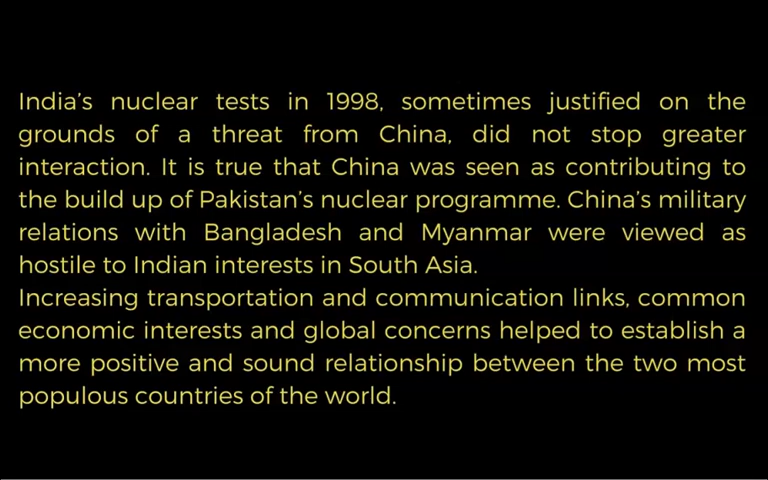 India's nuclear tests in 1998, sometimes justified on the
grounds of a threat from China, did not stop greater
interaction. It is true that China was seen as contributing to
the build up of Pakistan's nuclear programme. China's military
relations with Bangladesh and Myanmar were viewed as
hostile to Indian interests in South Asia.
Increasing transportation and communication links, common
economic interests and global concerns helped to establish a
more positive and sound relationship between the two most
populous countries of the world.